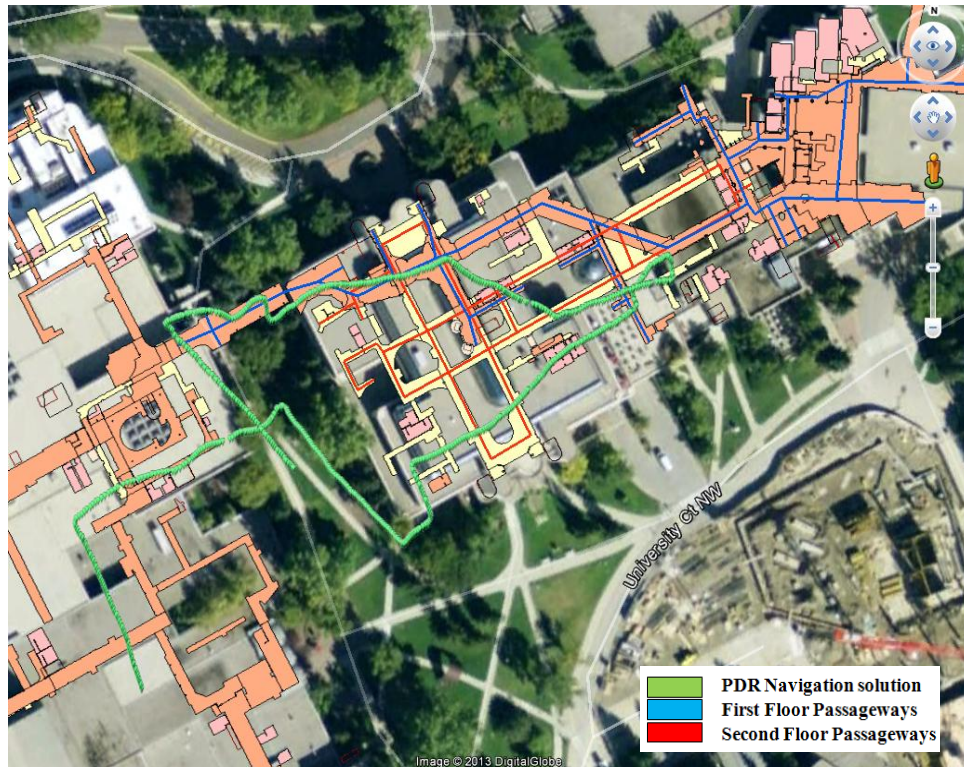 N
University Ct NW
PDR Navigation solution
First Floor Passageways
Second Floor Passageways
Image © 2013 DigitalGlobe